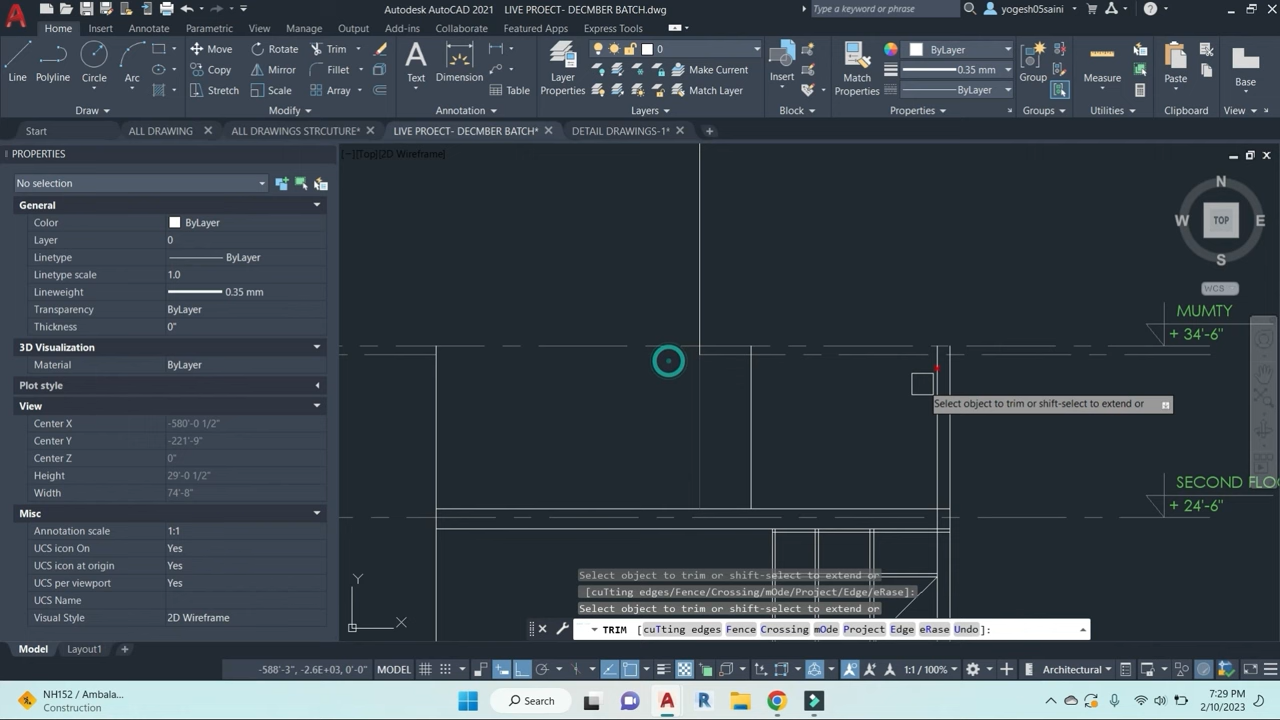 Autodesk AutoCAD 2021 LIVE PROECT- DECMBER BATCH.dwg
Type a keyword or phrase
yogesh05saini
Home Insert Annotate Parametric View Manage Output Add-ins Collaborate Featured Apps Express Tools
Line
Polyline
Circle
Arc
Move
Rotate
Trim
Copy
Mirror
Fillet
Stretch
Scale
Array
Text
Dimension
Table
Layer
Properties
0
Make Current
Match Layer
Insert
Match
Properties
ByLayer
0.35 mm
ByLayer
Group
Measure
Paste
Base
Draw Modify Annotation Layers Block Properties Groups Utilities Clipboard View
Start ALL DRAWING ALL DRAWINGS STRCUTURE* LIVE PROJECT- DECMBER BATCH* DETAIL DRAWINGS-1*
PROPERTIES
[−][Top][2D Wireframe]
No selection
General
Color ByLayer
Layer 0
Linetype ByLayer
Linetype scale 1.0
Lineweight 0.35 mm
Transparency ByLayer
Thickness 0"
3D Visualization
Material ByLayer
Plot style
View
Center X -580'-0 1/2"
Center Y -221'-9"
Center Z 0"
Height 29'-0 1/2"
Width 74'-8"
Misc
Annotation scale 1:1
UCS icon On Yes
UCS icon at origin Yes
UCS per viewport Yes
UCS Name
Visual Style 2D Wireframe
N
W TOP E
S
WCS
MUMTY
+ 34'-6"
Select object to trim or shift-select to extend or
SECOND FLO
+ 24'-6"
Y
X
Select object to trim or shift-select to extend or
[cuTting edges/Fence/Crossing/mOde/Project/Edge/eRase]:
Select object to trim or shift-select to extend or
TRIM [cuTting edges Fence Crossing mOde Project Edge eRase Undo]:
Model Layout1
-588'-3", -2.6E+03, 0'-0" MODEL 1:1 / 100% Architectural
NH152 / Ambala...
Construction
Search
7:29 PM
2/10/2023